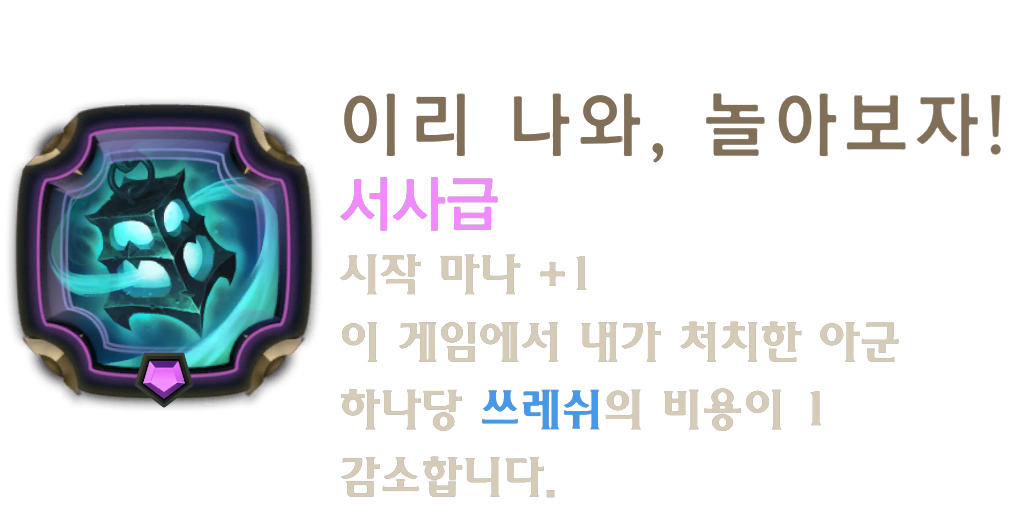 이리 나와, 놀아보자!
서사급
시작 마나 +1
이 게임에서 내가 처치한 아군
하나당 쓰레쉬의 비용이 1
감소합니다.